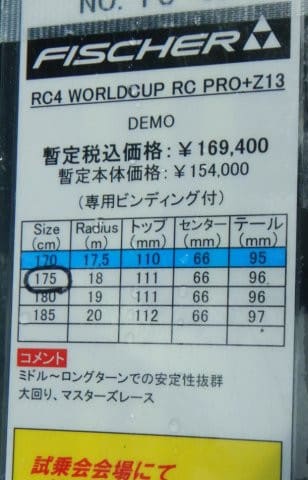 FISCHER
RC4 WORLDCUP RC PRO+Z13
DEMO
暫定税込価格：￥169,400
暫定本体価格：￥154,000
（専用ビンディング付）
Size (cm) Radius (m) トップ (mm) センター (mm) テール (mm)
170 17.5 110 66 95
175 18 111 66 96
180 19 111 66 96
185 20 112 66 97
コメント
ミドル～ロングターンでの安定性抜群
大回り、マスターズレース
試乗会会場にて